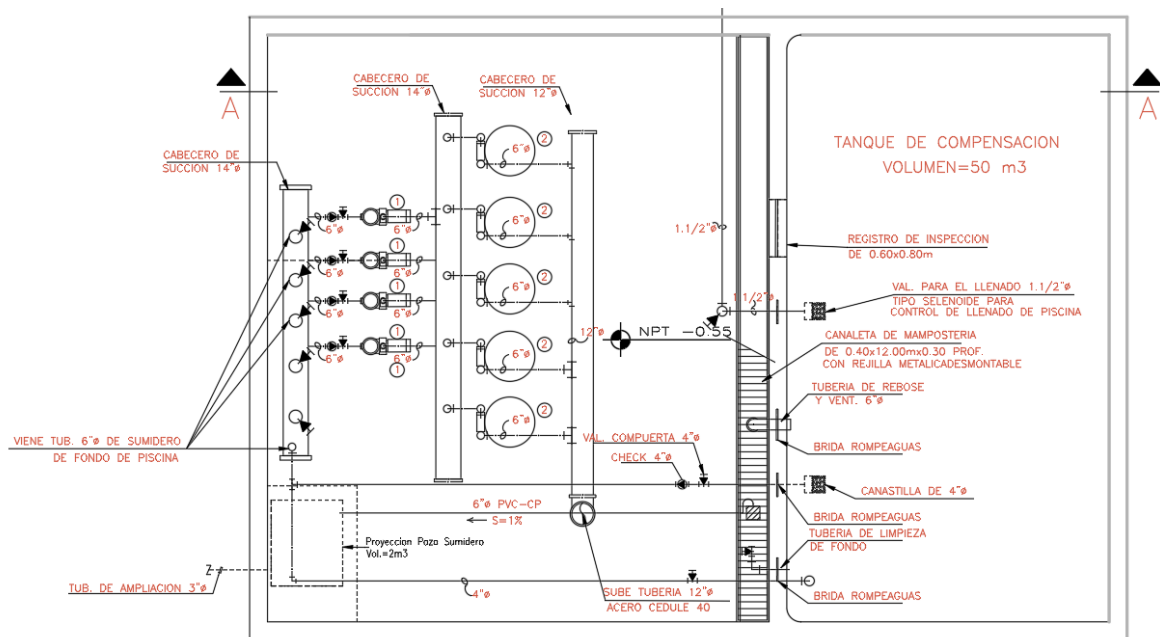 CABECERO DE
SUCCION 14"ø
CABECERO DE
SUCCION 12"ø
A
A
TANQUE DE COMPENSACION
VOLUMEN=50 m3
CABECERO DE
SUCCION 14"ø
2
6"ø
2
6"ø
2
6"ø
2
6"ø
2
6"ø
1
6"ø
6"ø
1
6"ø
6"ø
1
6"ø
6"ø
6"ø
6"ø
1
1.1/2"ø
REGISTRO DE INSPECCION
DE 0.60x0.80m
1 1/2"ø
VAL. PARA EL LLENADO 1.1/2"ø
TIPO SELENOIDE PARA
CONTROL DE LLENADO DE PISCINA
12"ø
NPT -0.55
CANALETA DE MAMPOSTERIA
DE 0.40x12.00mx0.30 PROF.
CON REJILLA METALICADESMONTABLE
TUBERIA DE REBOSE
Y VENT. 6"ø
VIENE TUB. 6"ø DE SUMIDERO
DE FONDO DE PISCINA
VAL. COMPUERTA 4"ø
CHECK 4"ø
BRIDA ROMPEAGUAS
CANASTILLA DE 4"ø
6"ø PVC-CP
S=1%
BRIDA ROMPEAGUAS
TUBERIA DE LIMPIEZA
DE FONDO
Proyeccion Pozo Sumidero
Vol.=2m3
TUB. DE AMPLIACION 3"ø
4"ø
SUBE TUBERIA 12"ø
ACERO CEDULE 40
BRIDA ROMPEAGUAS